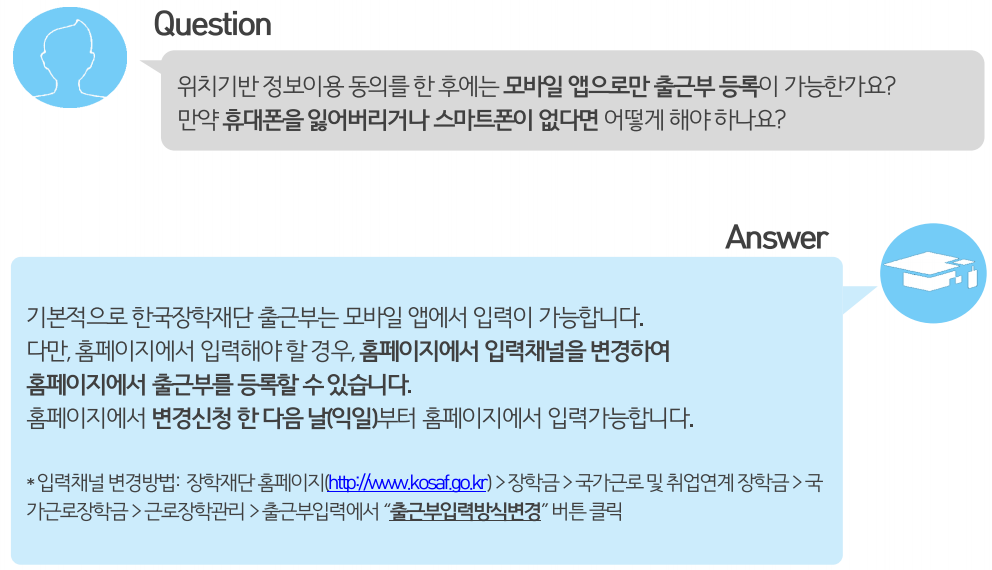 Question
위치기반 정보이용 동의를 한 후에는 모바일 앱으로만 출근부 등록이 가능한가요?
만약 휴대폰을 잃어버리거나 스마트폰이 없다면 어떻게 해야 하나요?
Answer
기본적으로 한국장학재단 출근부는 모바일 앱에서 입력이 가능합니다.
다만, 홈페이지에서 입력해야 할 경우, 홈페이지에서 입력채널을 변경하여
홈페이지에서 출근부를 등록할 수 있습니다.
홈페이지에서 변경신청 한 다음 날(익일)부터 홈페이지에서 입력가능합니다.
* 입력채널 변경방법: 장학재단 홈페이지(http://www.kosaf.go.kr) > 장학금 > 국가근로 및 취업연계 장학금 > 국
가근로장학금 > 근로장학관리 > 출근부입력에서 “출근부입력방식변경” 버튼 클릭